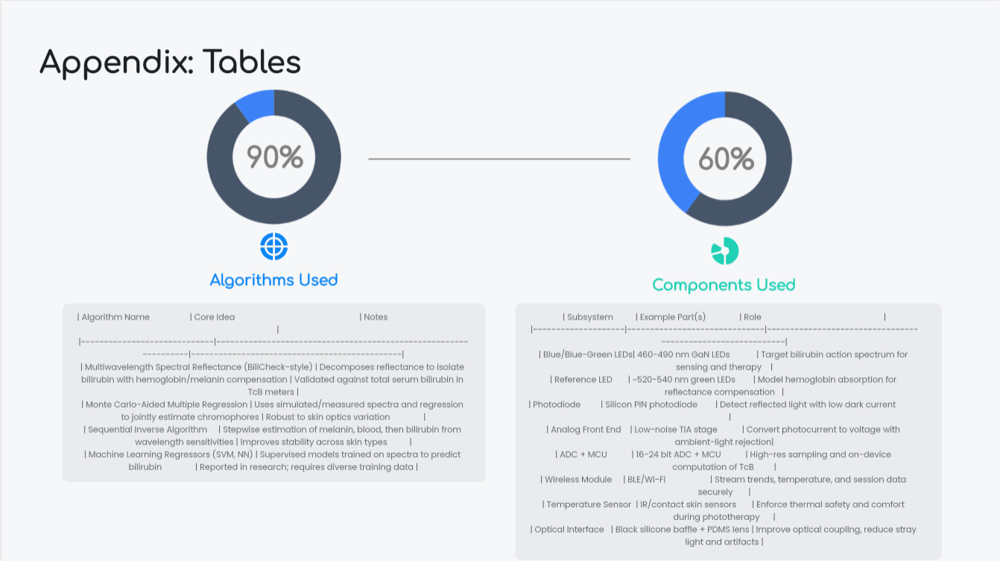 Appendix: Tables
90%
60%
Algorithms Used
Components Used
| Algorithm Name | Core Idea | Notes
|
|-----------------------------|------------------------------------------------------
----------|----------------------------------------------|
| Multiwavelength Spectral Reflectance (BiliCheck-style) | Decomposes reflectance to isolate
bilirubin with hemoglobin/melanin compensation | Validated against total serum bilirubin in
TcB meters |
| Monte Carlo-Aided Multiple Regression | Uses simulated/measured spectra and regression
to jointly estimate chromophores | Robust to skin optics variation |
| Sequential Inverse Algorithm | Stepwise estimation of melanin, blood, then bilirubin from
wavelength sensitivities | Improves stability across skin types |
| Machine Learning Regressors (SVM, NN) | Supervised models trained on spectra to predict
bilirubin | Reported in research; requires diverse training data |
| Subsystem | Example Part(s) | Role |
|--------------------|------------------------------|---------------------------------
---------------------------|
| Blue/Blue-Green LEDs| 460-490 nm GaN LEDs | Target bilirubin action spectrum for
sensing and therapy |
| Reference LED | ~520-540 nm green LEDs | Model hemoglobin absorption for
reflectance compensation |
| Photodiode | Silicon PIN photodiode | Detect reflected light with low dark current
|
| Analog Front End | Low-noise TIA stage | Convert photocurrent to voltage with
ambient-light rejection|
| ADC + MCU | 16-24 bit ADC + MCU | High-res sampling and on-device
computation of TcB |
| Wireless Module | BLE/Wi-Fi | Stream trends, temperature, and session data
securely |
| Temperature Sensor | IR/contact skin sensors | Enforce thermal safety and comfort
during phototherapy |
| Optical Interface | Black silicone baffle + PDMS lens | Improve optical coupling, reduce stray
light and artifacts |